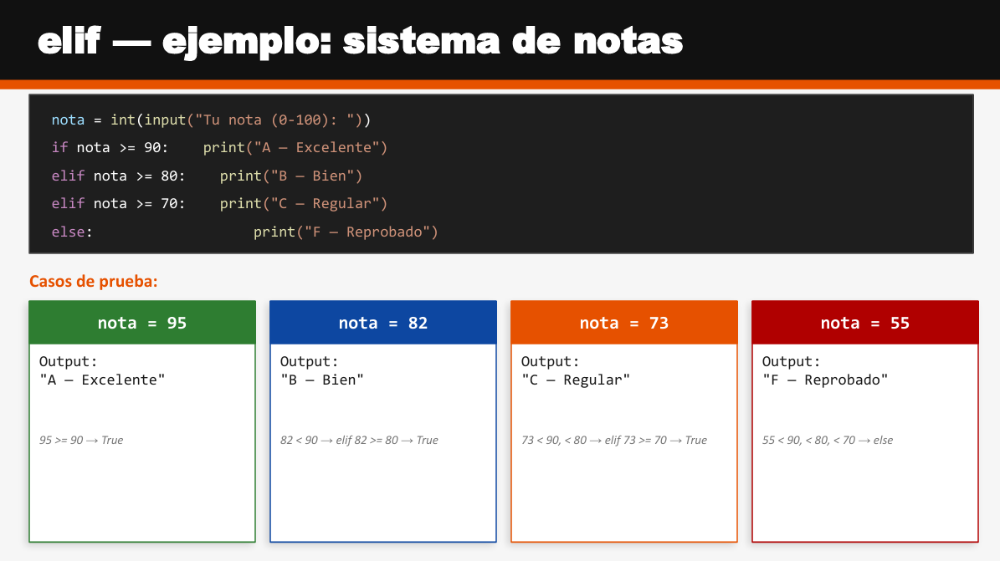 elif — ejemplo: sistema de notas
nota = int(input("Tu nota (0-100): "))
if nota >= 90:    print("A — Excelente")
elif nota >= 80:    print("B — Bien")
elif nota >= 70:    print("C — Regular")
else:                   print("F — Reprobado")
Casos de prueba:
nota = 95
Output:
"A — Excelente"
95 >= 90 → True
nota = 82
Output:
"B — Bien"
82 < 90 → elif 82 >= 80 → True
nota = 73
Output:
"C — Regular"
73 < 90, < 80 → elif 73 >= 70 → True
nota = 55
Output:
"F — Reprobado"
55 < 90, < 80, < 70 → else